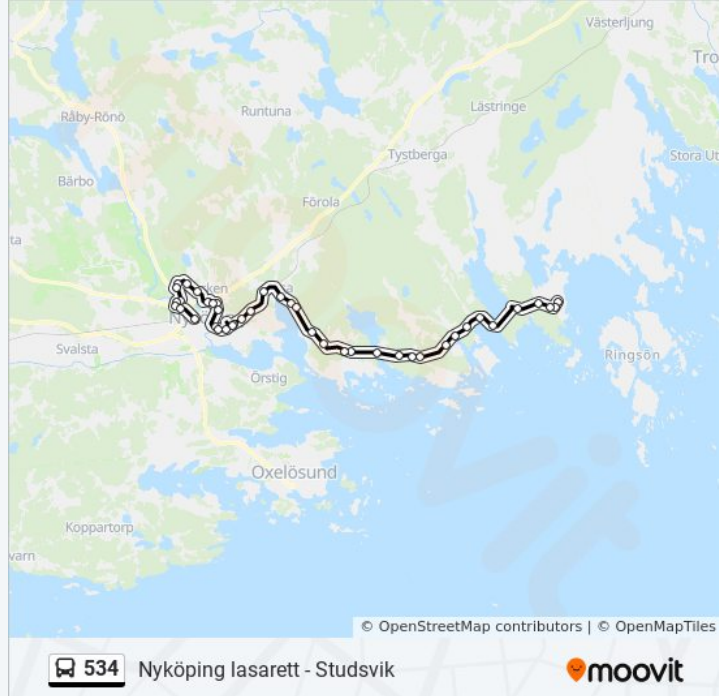 Västerljung
Tro
Råby-Rönö
Runtuna
Lästringe
Tystberga
Stora Ut
Bärbo
Förola
ta
Svalsta
Ringsön
Örstig
Oxelösund
Koppartorp
varn
© OpenStreetMap contributors | © OpenMapTiles
534 Nyköping lasarett - Studsvik moovit